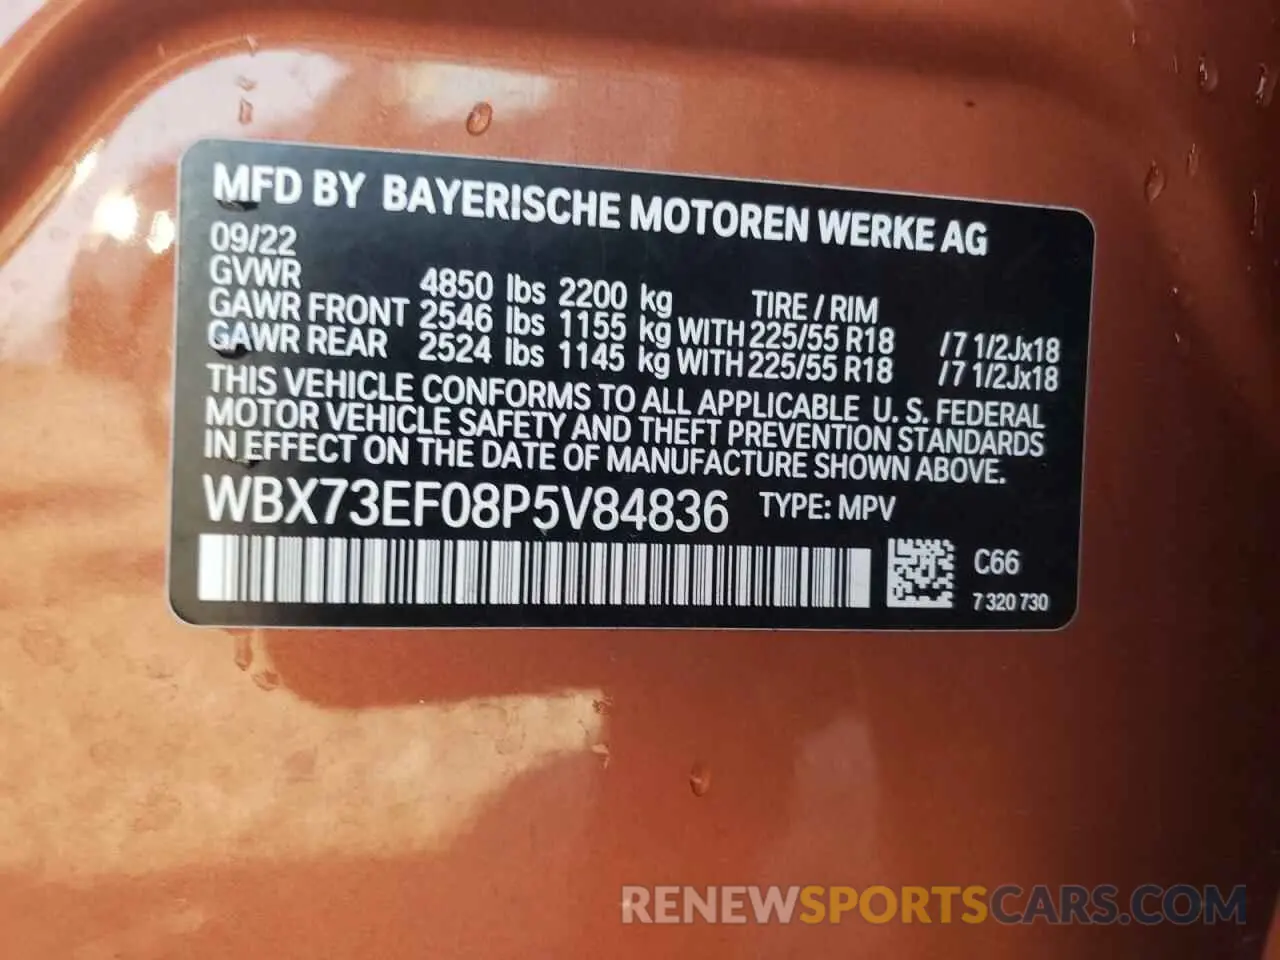 MFD BY BAYERISCHE MOTOREN WERKE AG
09/22
GVWR 4850 lbs 2200 kg TIRE / RIM
GAWR FRONT 2546 lbs 1155 kg WITH 225/55 R18 /7 1/2Jx18
GAWR REAR 2524 lbs 1145 kg WITH 225/55 R18 /7 1/2Jx18
THIS VEHICLE CONFORMS TO ALL APPLICABLE U. S. FEDERAL
MOTOR VEHICLE SAFETY AND THEFT PREVENTION STANDARDS
IN EFFECT ON THE DATE OF MANUFACTURE SHOWN ABOVE.
WBX73EF08P5V84836 TYPE: MPV
C66
7 320 730
RENEWSPORTSCARS.COM